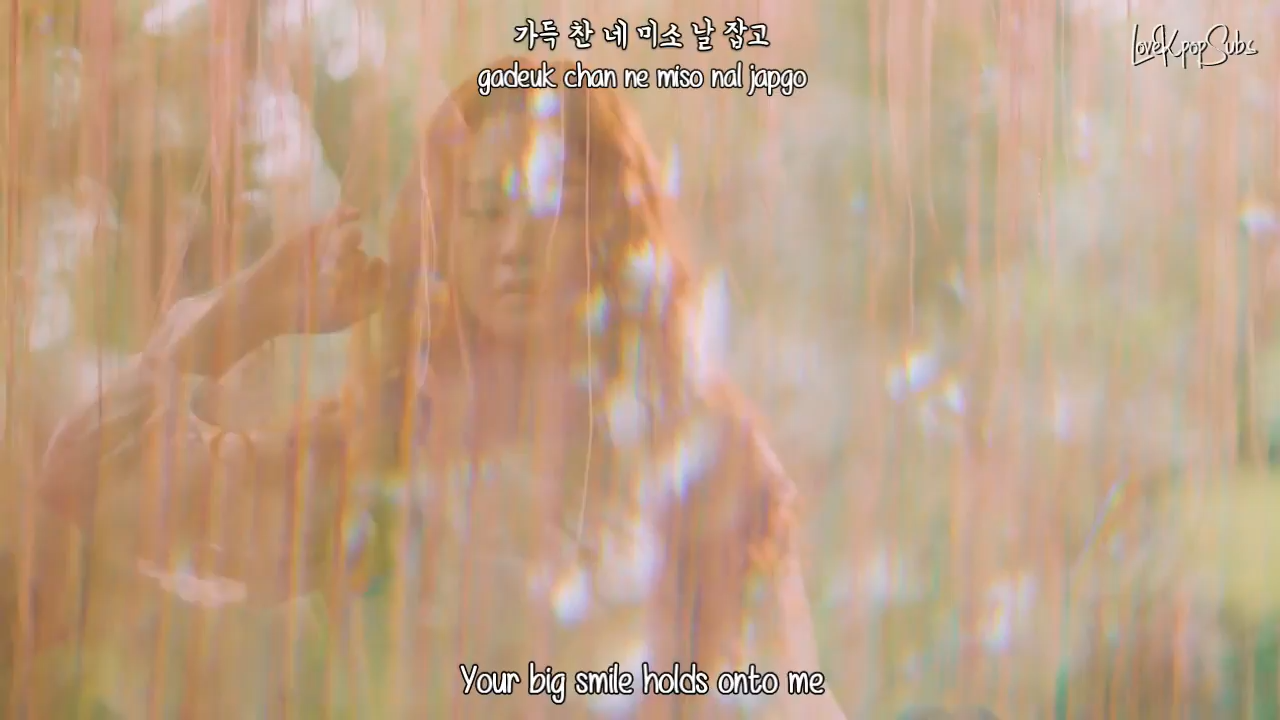 가득 찬 네 미소 날 잡고
gadeuk chan ne miso nal japgo
LoveKpopSubs
Your big smile holds onto me